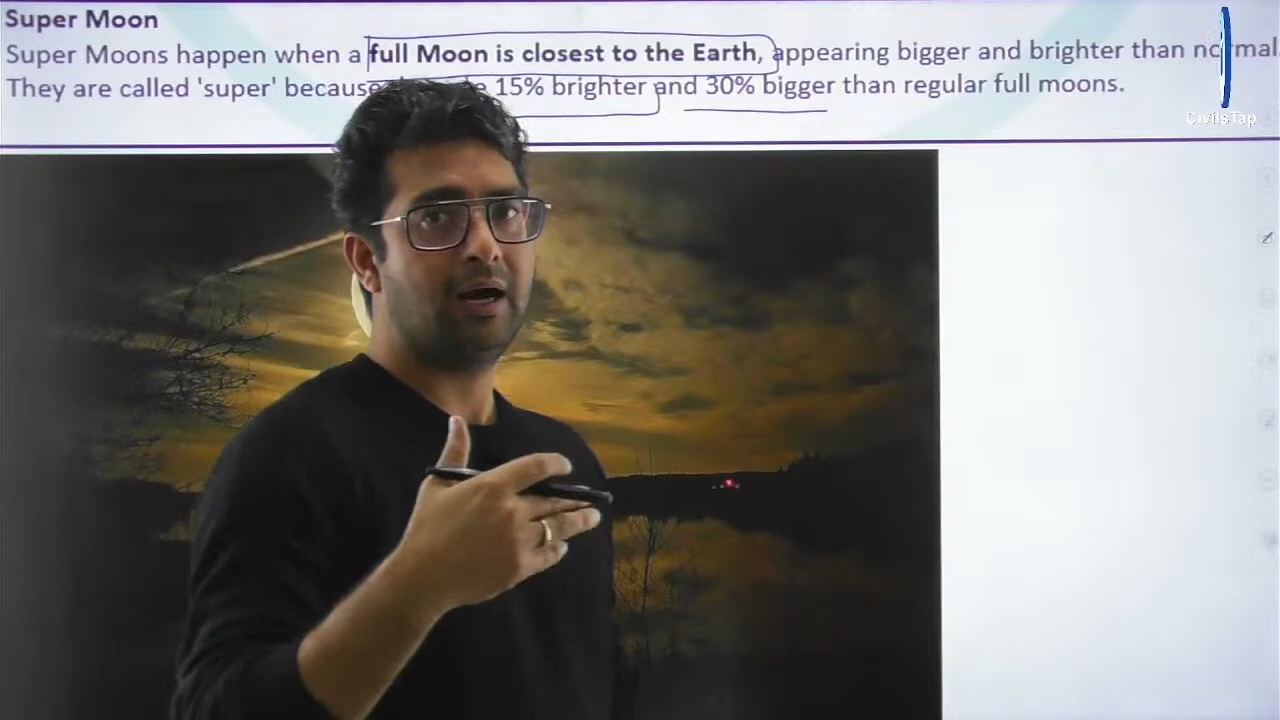 Super Moon
Super Moons happen when a full Moon is closest to the Earth, appearing bigger and brighter than normal
They are called 'super' because 15% brighter and 30% bigger than regular full moons.
CivilsTap